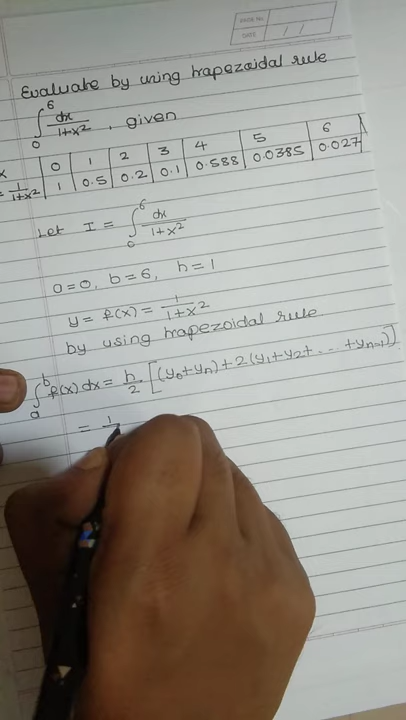 PAGE No.
DATE / /
Evaluate by using trapezoidal rule
∫₀⁶ dx/1+x² , given
x 0 1 2 3 4 5 6
= 1/1+x² 1 0.5 0.2 0.1 0.588 0.0385 0.027
Let I = ∫₀⁶ dx/1+x²
a=0, b=6, h=1
y = f(x) = 1/1+x²
by using trapezoidal rule
∫ₐᵇ f(x) dx = h/2 [(y₀+yₙ)+2(y₁+y₂+ ... +yₙ₋₁)]
= 1